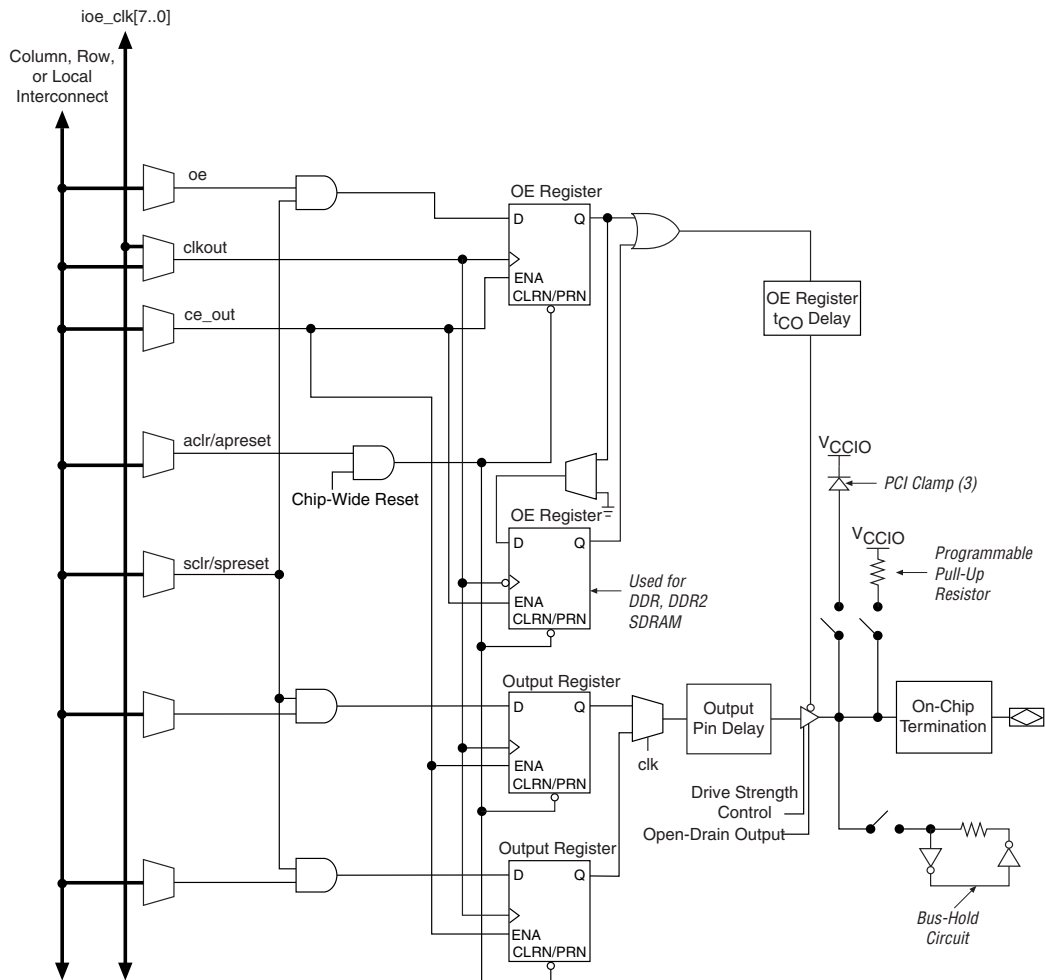 ioe_clk[7..0]
Column, Row,
or Local
Interconnect
oe
OE Register
D
Q
clkout
ENA
CLRN/PRN
OE Register
tCO Delay
ce_out
aclr/apreset
Chip-Wide Reset
VCCIO
PCI Clamp (3)
OE Register
D
Q
VCCIO
Programmable
Pull-Up
Resistor
sclr/spreset
ENA
CLRN/PRN
Used for
DDR, DDR2
SDRAM
Output Register
D
Q
ENA
CLRN/PRN
clk
Output
Pin Delay
On-Chip
Termination
Drive Strength
Control
Open-Drain Output
Output Register
D
Q
ENA
CLRN/PRN
Bus-Hold
Circuit